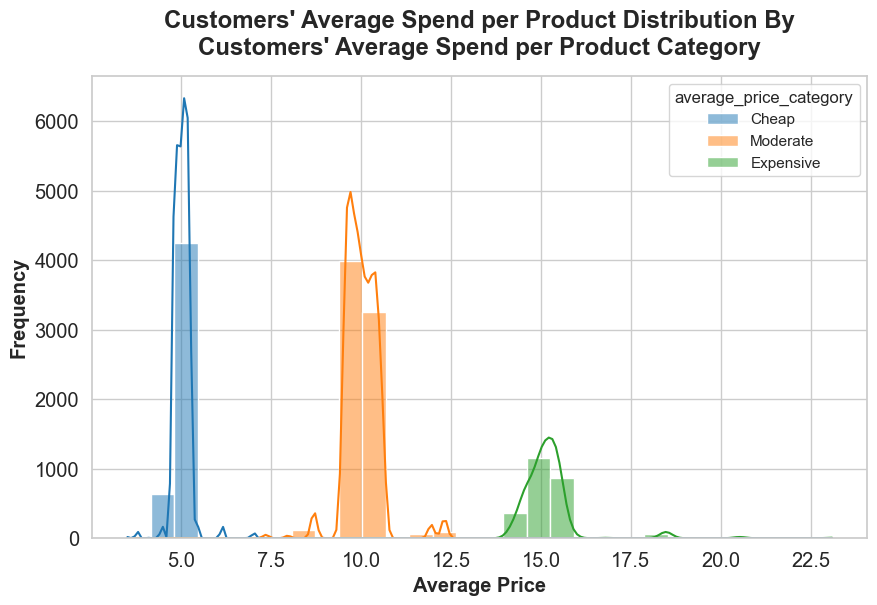 Customers' Average Spend per Product Distribution By
Customers' Average Spend per Product Category
average_price_category
Cheap
Moderate
Expensive
Frequency
6000
5000
4000
3000
2000
1000
0
5.0
7.5
10.0
12.5
15.0
17.5
20.0
22.5
Average Price